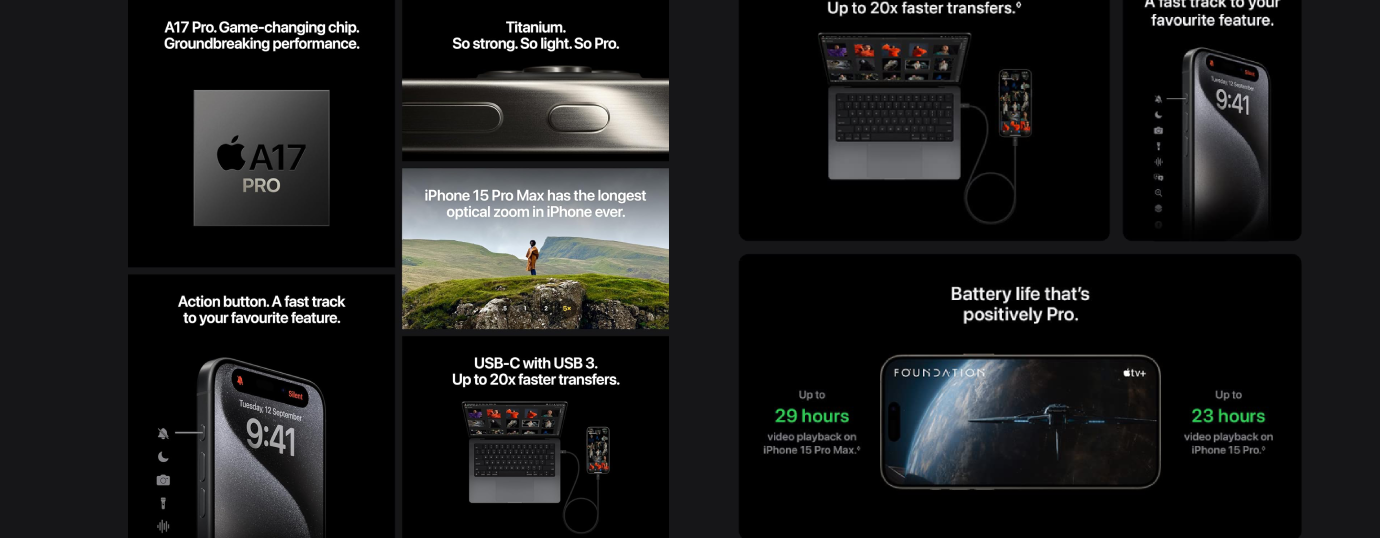 A17 Pro. Game-changing chip.
Groundbreaking performance.
A17
PRO
Titanium.
So strong. So light. So Pro.
iPhone 15 Pro Max has the longest
optical zoom in iPhone ever.
1
2
5×
Action button. A fast track
to your favourite feature.
Silent
Tuesday, 12 September
9:41
USB-C with USB 3.
Up to 20x faster transfers.
Up to 20x faster transfers.◊
A fast track to your
favourite feature.
Silent
Tuesday, 12 September
9:41
Battery life that's
positively Pro.
Up to
29 hours
video playback on
iPhone 15 Pro Max.◊
FOUNDATION
tv+
Up to
23 hours
video playback on
iPhone 15 Pro.◊